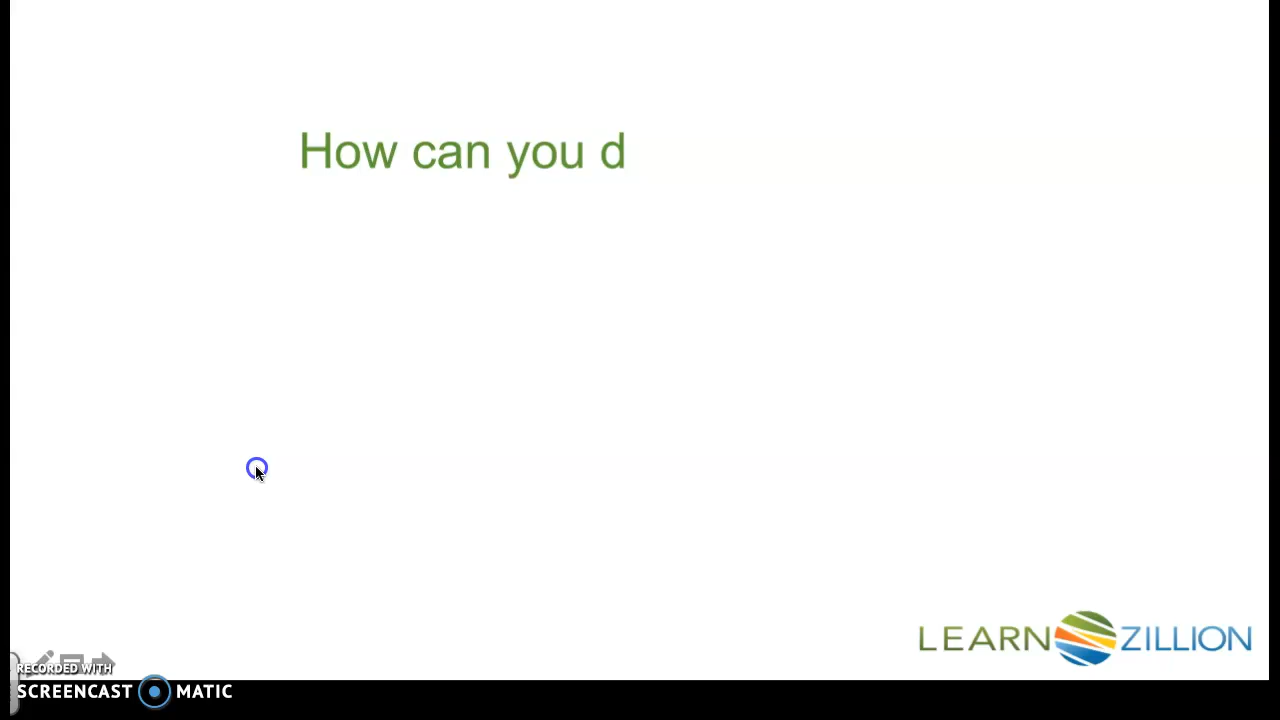 How can you d
LEARN ZILLION
RECORDED WITH
SCREENCAST MATIC